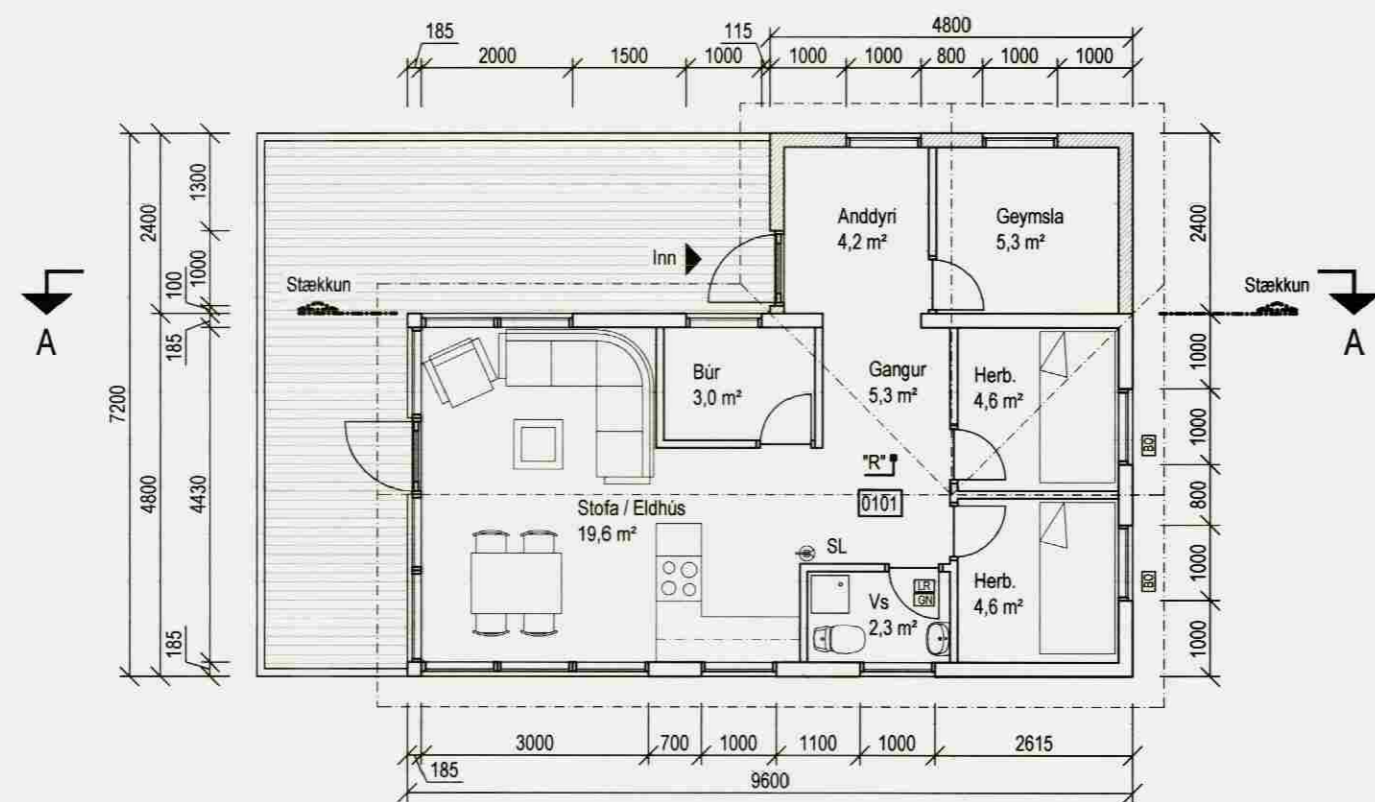 185
115
4800
2000
1500
1000
1000
1000
800
1000
1000
7200
2400
4800
1300
1000
100
185
4430
185
2400
1000
1000
800
1000
1000
Stækkun
A
Stækkun
A
Inn
Anddyri
4,2 m²
Geymsla
5,3 m²
Búr
3,0 m²
Gangur
5,3 m²
Herb.
4,6 m²
"R"
0101
BO
Stofa / Eldhús
19,6 m²
SL
Vs
2,3 m²
LR
GN
Herb.
4,6 m²
BO
3000
700
1000
1100
1000
2615
185
9600